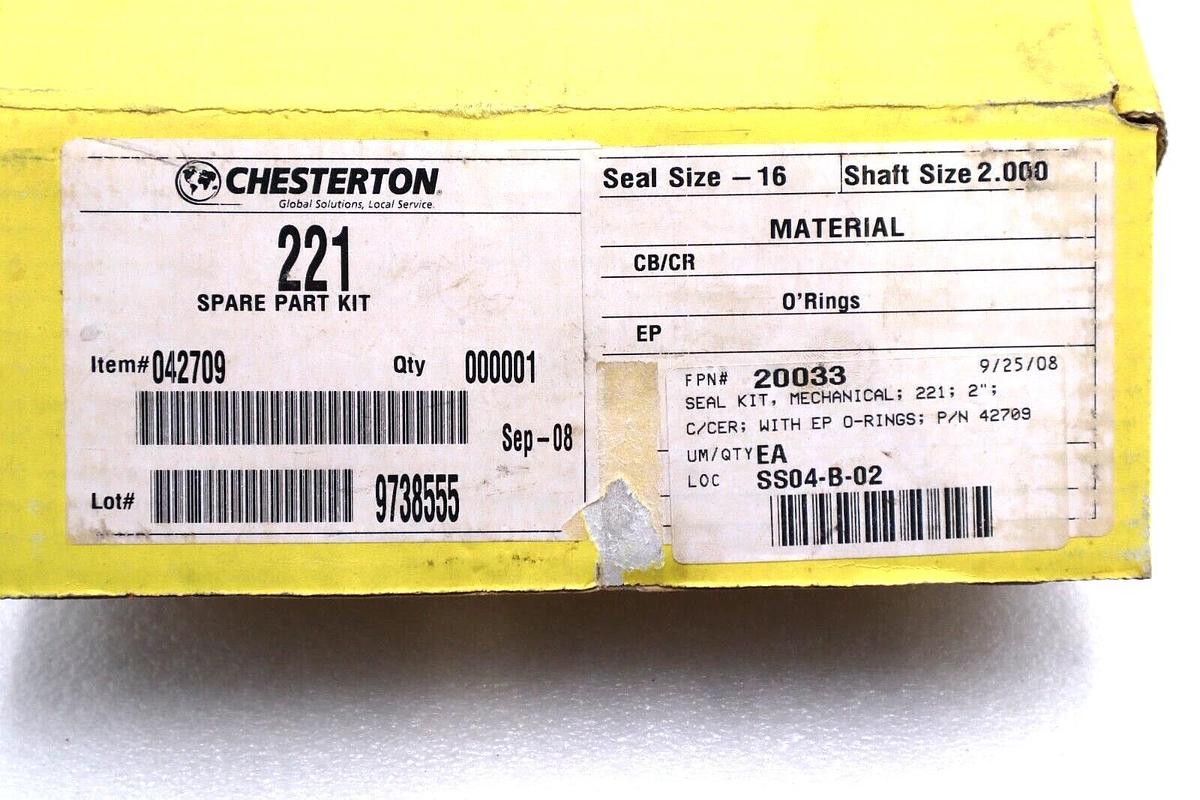 CHESTERTON®
Global Solutions, Local Service.
221
SPARE PART KIT
Item# 042709 Qty 000001
Sep-08
Lot# 9738555
Seal Size - 16 Shaft Size 2.000
MATERIAL
CB/CR
O'Rings
EP
9/25/08
FPN# 20033
SEAL KIT, MECHANICAL; 221; 2";
C/CER; WITH EP O-RINGS; P/N 42709
UM/QTY EA
LOC SS04-B-02